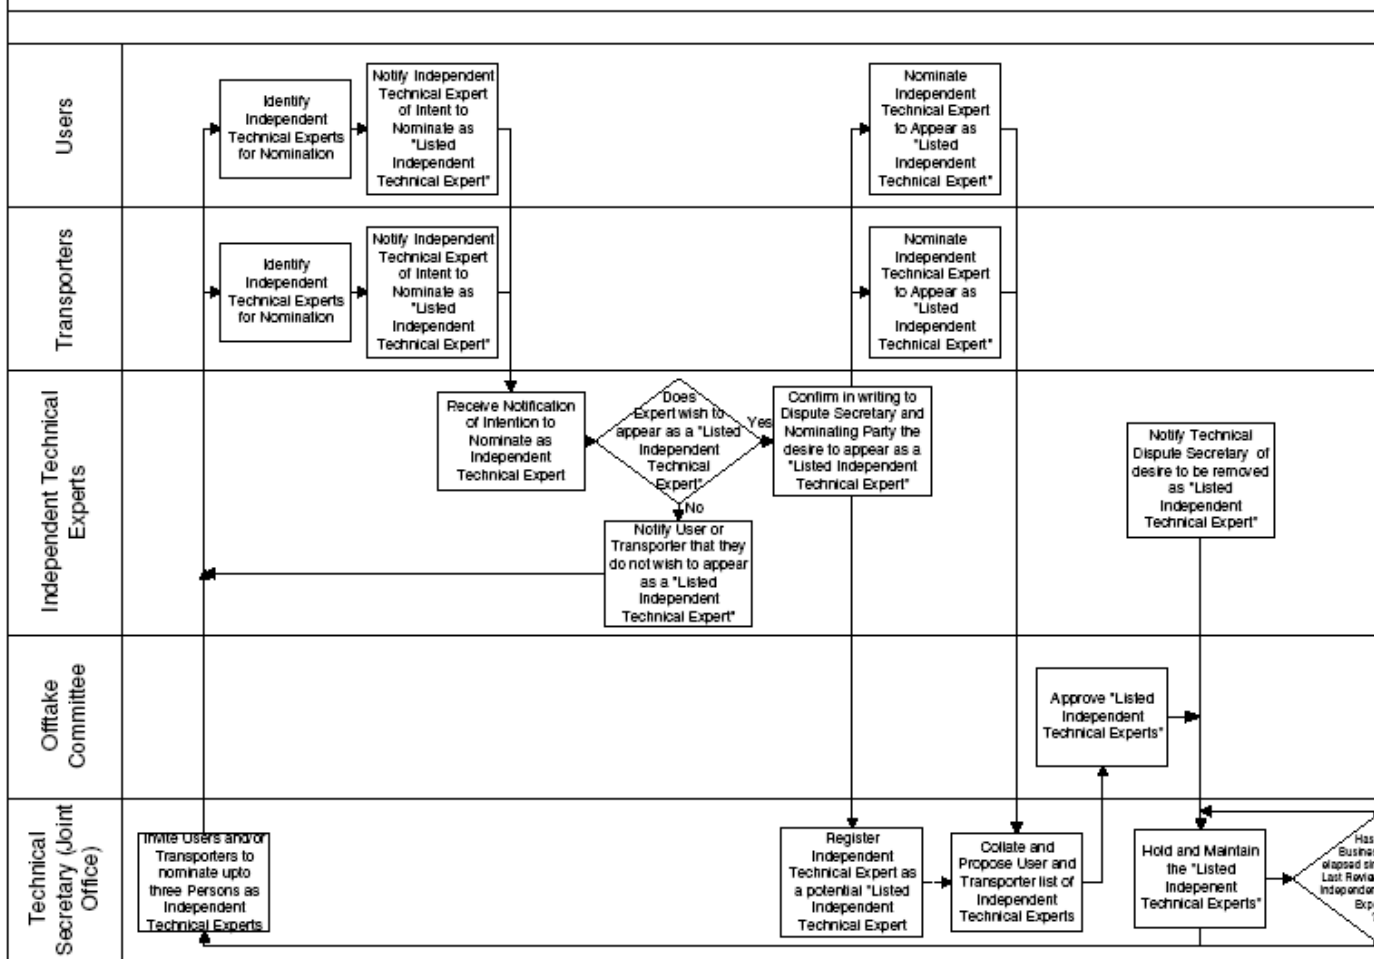 Users
Identify
Independent
Technical Experts
for Nomination
Notify Independent
Technical Expert
of Intent to
Nominate as
"Listed
Independent
Technical Expert"
Nominate
Independent
Technical Expert
to Appear as
"Listed
Independent
Technical Expert"
Transporters
Identify
Independent
Technical Experts
for Nomination
Notify Independent
Technical Expert
of Intent to
Nominate as
"Listed
Independent
Technical Expert"
Nominate
Independent
Technical Expert
to Appear as
"Listed
Independent
Technical Expert"
Independent Technical
Experts
Receive Notification
of Intention to
Nominate as
Independent
Technical Expert
Does
Expert wish to
appear as a "Listed
Independent
Technical
Expert"
Yes
No
Confirm in writing to
Dispute Secretary and
Nominating Party the
desire to appear as a
"Listed Independent
Technical Expert"
Notify User or
Transporter that they
do not wish to appear
as a "Listed
Independent
Technical Expert"
Notify Technical
Dispute Secretary of
desire to be removed
as "Listed
Independent
Technical Expert"
Offtake
Committee
Approve "Listed
Independent
Technical Experts"
Technical
Secretary (Joint
Office)
Invite Users and/or
Transporters to
nominate upto
three Persons as
Independent
Technical Experts
Register
Independent
Technical Expert as
a potential "Listed
Independent
Technical Expert
Collate and
Propose User and
Transporter list of
Independent
Technical Experts
Hold and Maintain
the "Listed
Indepenent
Technical Experts"
Has
Busines
elapsed sin
Last Revie
Independen
Exp